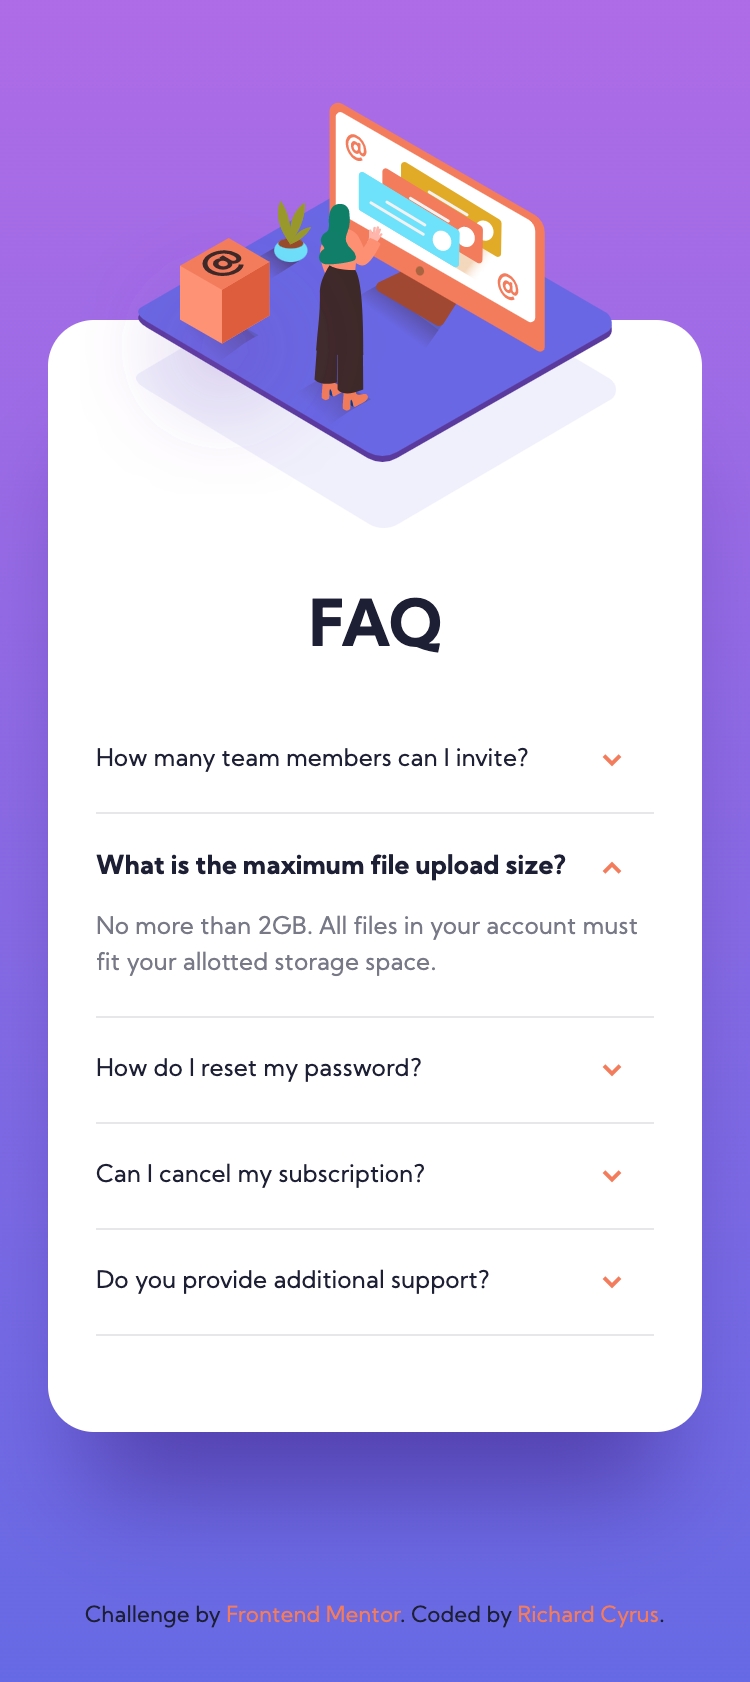 @
@
@
FAQ
How many team members can I invite?
What is the maximum file upload size?
No more than 2GB. All files in your account must
fit your allotted storage space.
How do I reset my password?
Can I cancel my subscription?
Do you provide additional support?
Challenge by Frontend Mentor. Coded by Richard Cyrus.